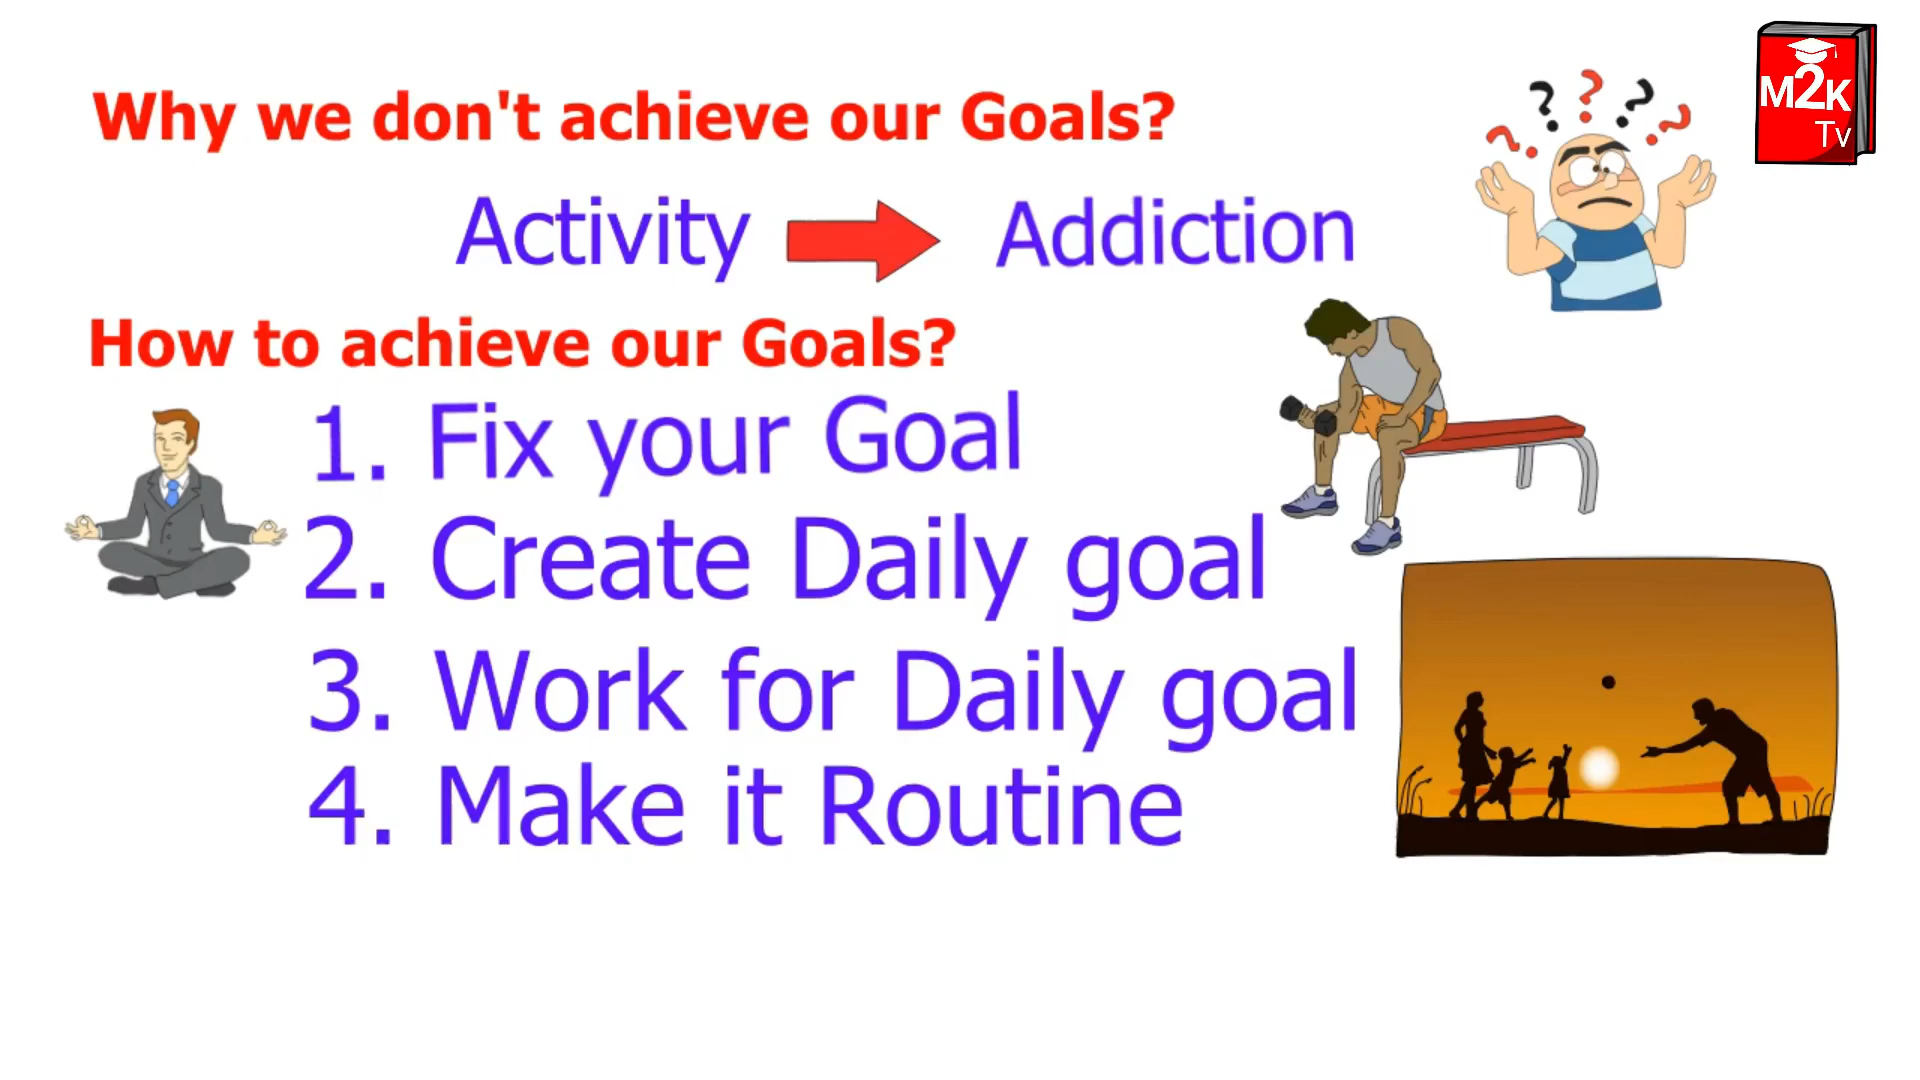 Why we don't achieve our Goals?
Activity Addiction
How to achieve our Goals?
1. Fix your Goal
2. Create Daily goal
3. Work for Daily goal
4. Make it Routine
? ? ? ? ? ?
M2K
Tv